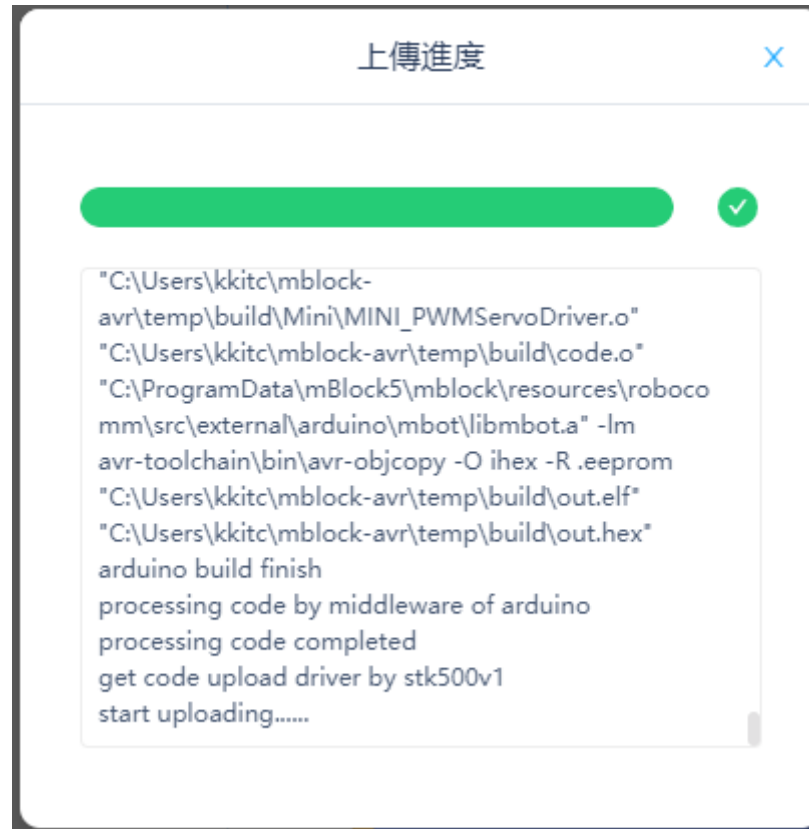 上傳進度
"C:\Users\kkitc\mblock-
avr\temp\build\Mini\MINI_PWMServoDriver.o"
"C:\Users\kkitc\mblock-avr\temp\build\code.o"
"C:\ProgramData\mBlock5\mblock\resources\roboco
mm\src\external\arduino\mbot\libmbot.a" -lm
avr-toolchain\bin\avr-objcopy -O ihex -R .eeprom
"C:\Users\kkitc\mblock-avr\temp\build\out.elf"
"C:\Users\kkitc\mblock-avr\temp\build\out.hex"
arduino build finish
processing code by middleware of arduino
processing code completed
get code upload driver by stk500v1
start uploading......